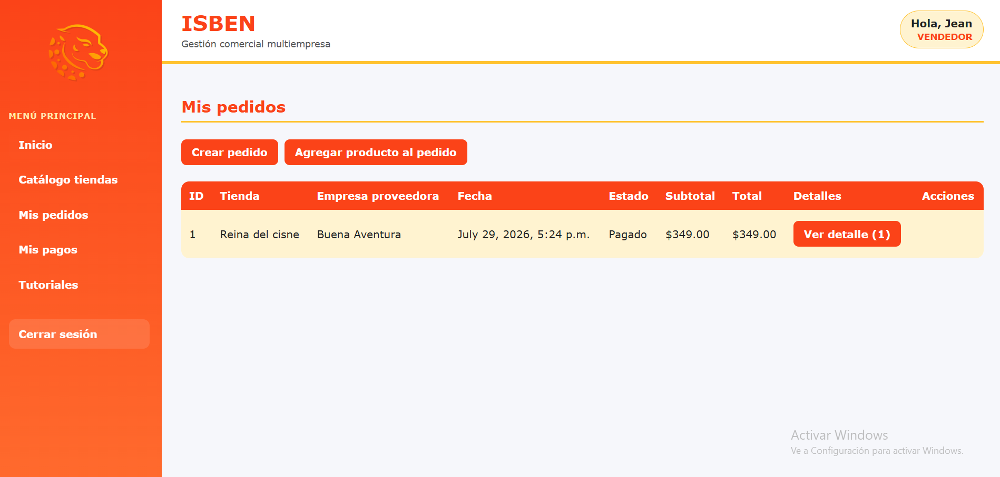 ISBEN
Gestión comercial multiempresa
Hola, Jean
VENDEDOR
MENÚ PRINCIPAL
Inicio
Catálogo tiendas
Mis pedidos
Mis pagos
Tutoriales
Cerrar sesión
Mis pedidos
Crear pedido Agregar producto al pedido
ID Tienda Empresa proveedora Fecha Estado Subtotal Total Detalles Acciones
1 Reina del cisne Buena Aventura July 29, 2026, 5:24 p.m. Pagado $349.00 $349.00 Ver detalle (1)
Activar Windows
Ve a Configuración para activar Windows.